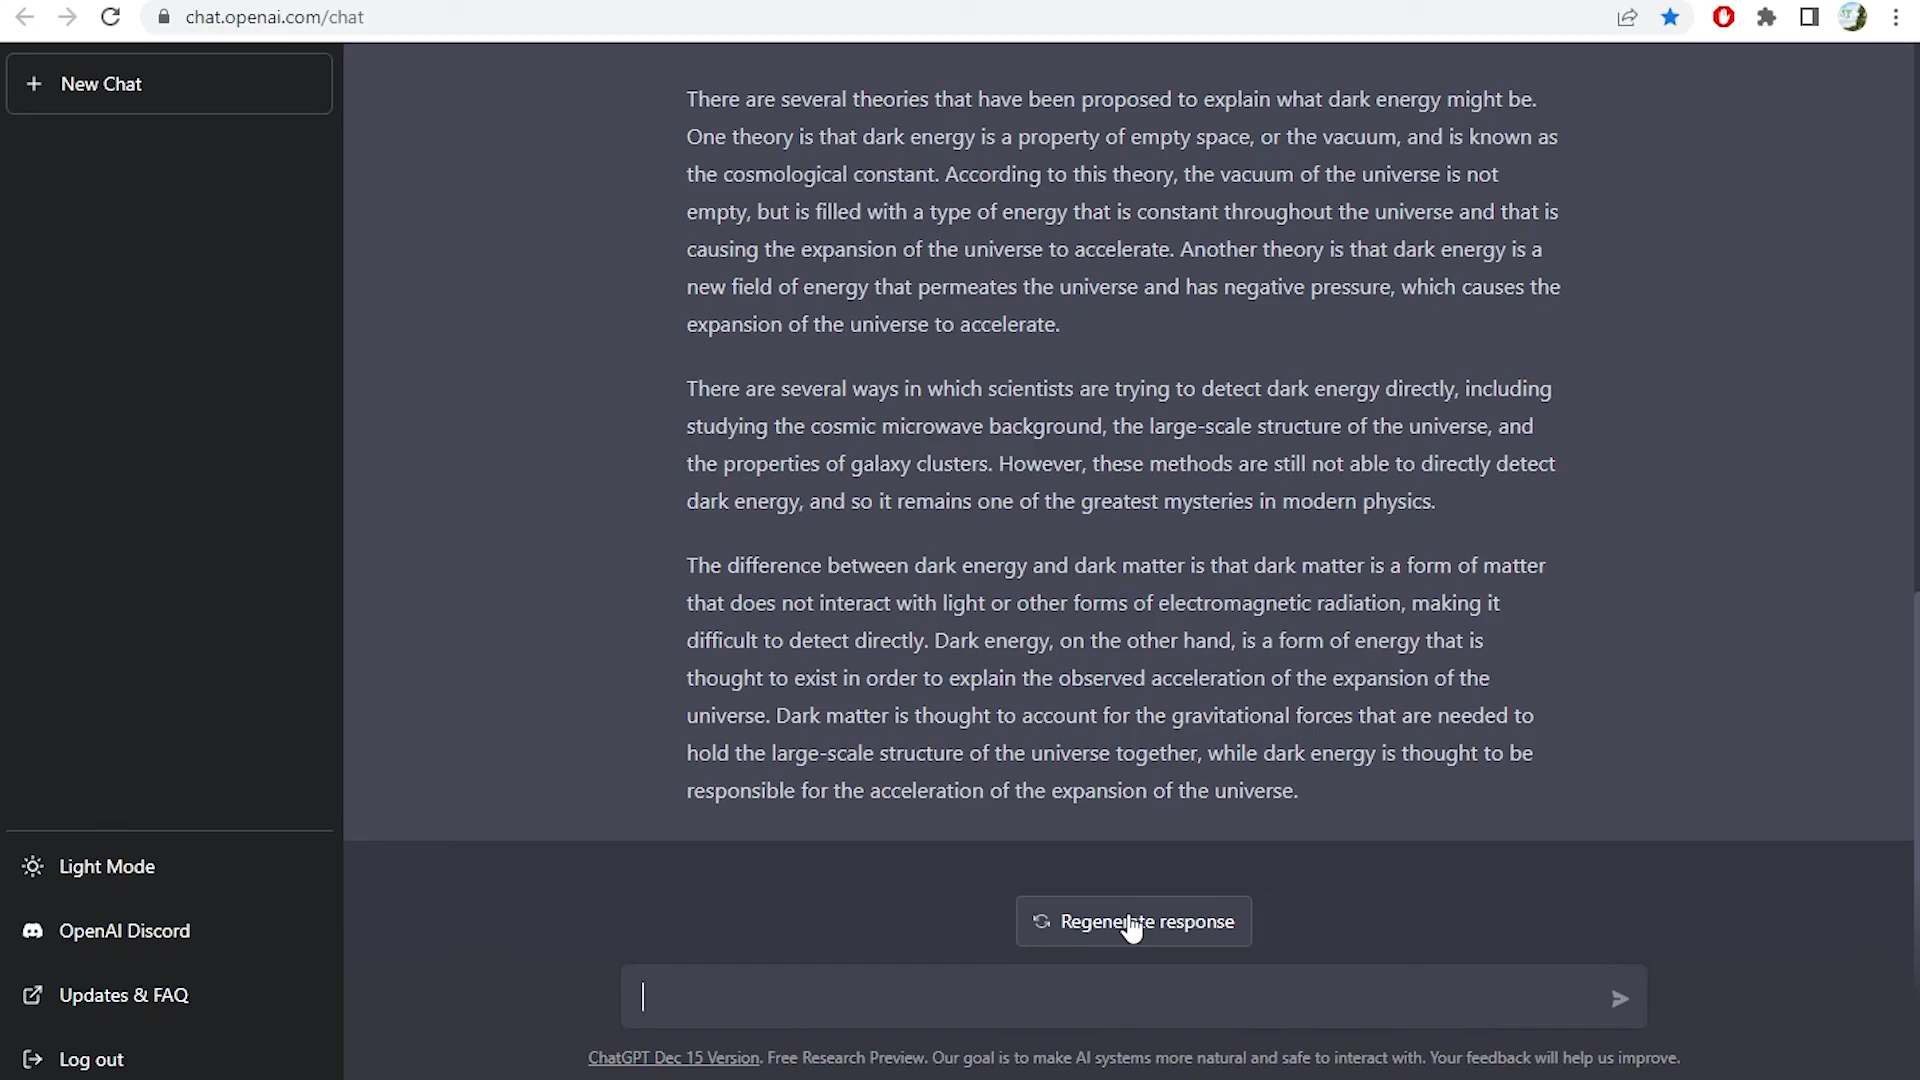 chat.openai.com/chat
New Chat
There are several theories that have been proposed to explain what dark energy might be.
One theory is that dark energy is a property of empty space, or the vacuum, and is known as
the cosmological constant. According to this theory, the vacuum of the universe is not
empty, but is filled with a type of energy that is constant throughout the universe and that is
causing the expansion of the universe to accelerate. Another theory is that dark energy is a
new field of energy that permeates the universe and has negative pressure, which causes the
expansion of the universe to accelerate.
There are several ways in which scientists are trying to detect dark energy directly, including
studying the cosmic microwave background, the large-scale structure of the universe, and
the properties of galaxy clusters. However, these methods are still not able to directly detect
dark energy, and so it remains one of the greatest mysteries in modern physics.
The difference between dark energy and dark matter is that dark matter is a form of matter
that does not interact with light or other forms of electromagnetic radiation, making it
difficult to detect directly. Dark energy, on the other hand, is a form of energy that is
thought to exist in order to explain the observed acceleration of the expansion of the
universe. Dark matter is thought to account for the gravitational forces that are needed to
hold the large-scale structure of the universe together, while dark energy is thought to be
responsible for the acceleration of the expansion of the universe.
Light Mode
OpenAI Discord
Updates & FAQ
Log out
Regenerate response
ChatGPT Dec 15 Version. Free Research Preview. Our goal is to make AI systems more natural and safe to interact with. Your feedback will help us improve.